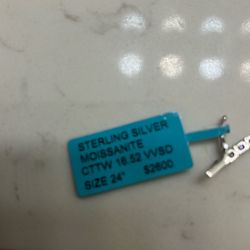 STERLING SILVER
MOISSANITE
CTTW 16.52 VVSD
SIZE 24" $2600